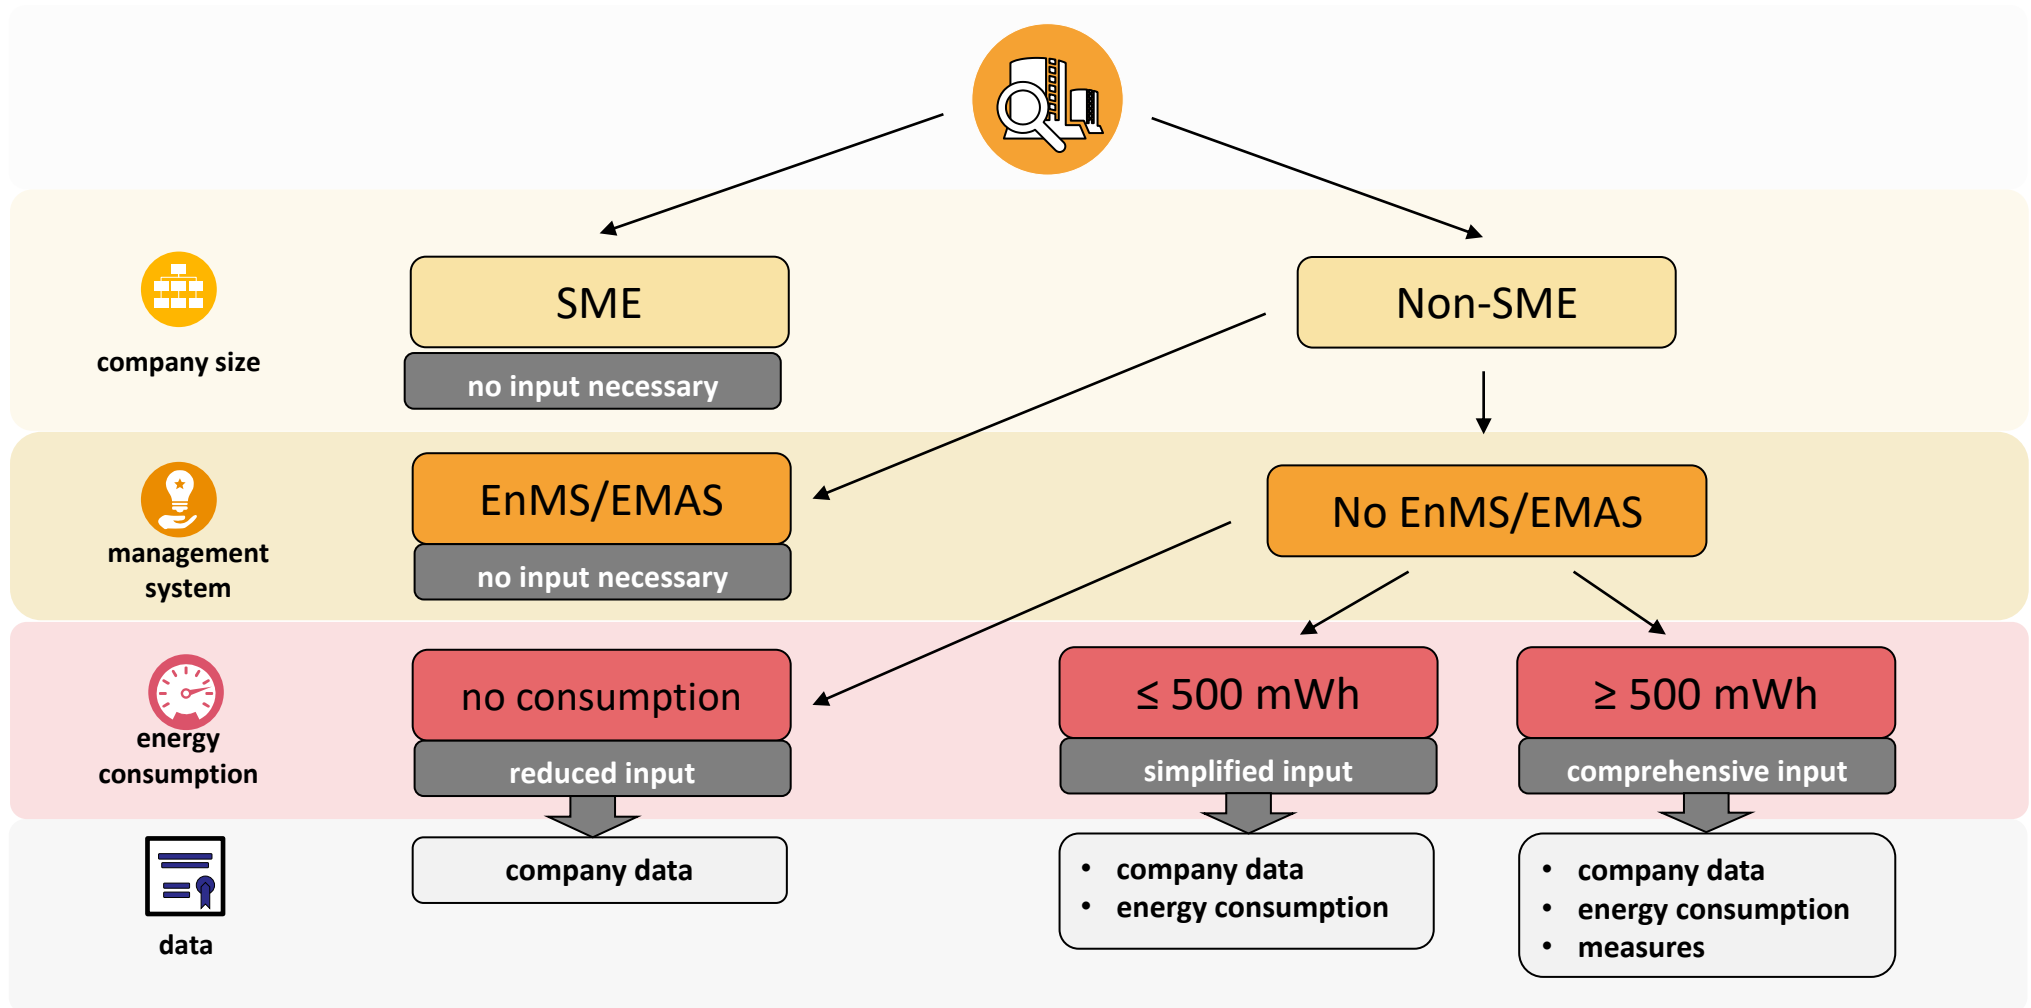 SME
Non-SME
company size
no input necessary
EnMS/EMAS
No EnMS/EMAS
management
system
no input necessary
no consumption
≤ 500 mWh
≥ 500 mWh
energy
consumption
reduced input
simplified input
comprehensive input
data
company data
• company data
• energy consumption
• company data
• energy consumption
• measures